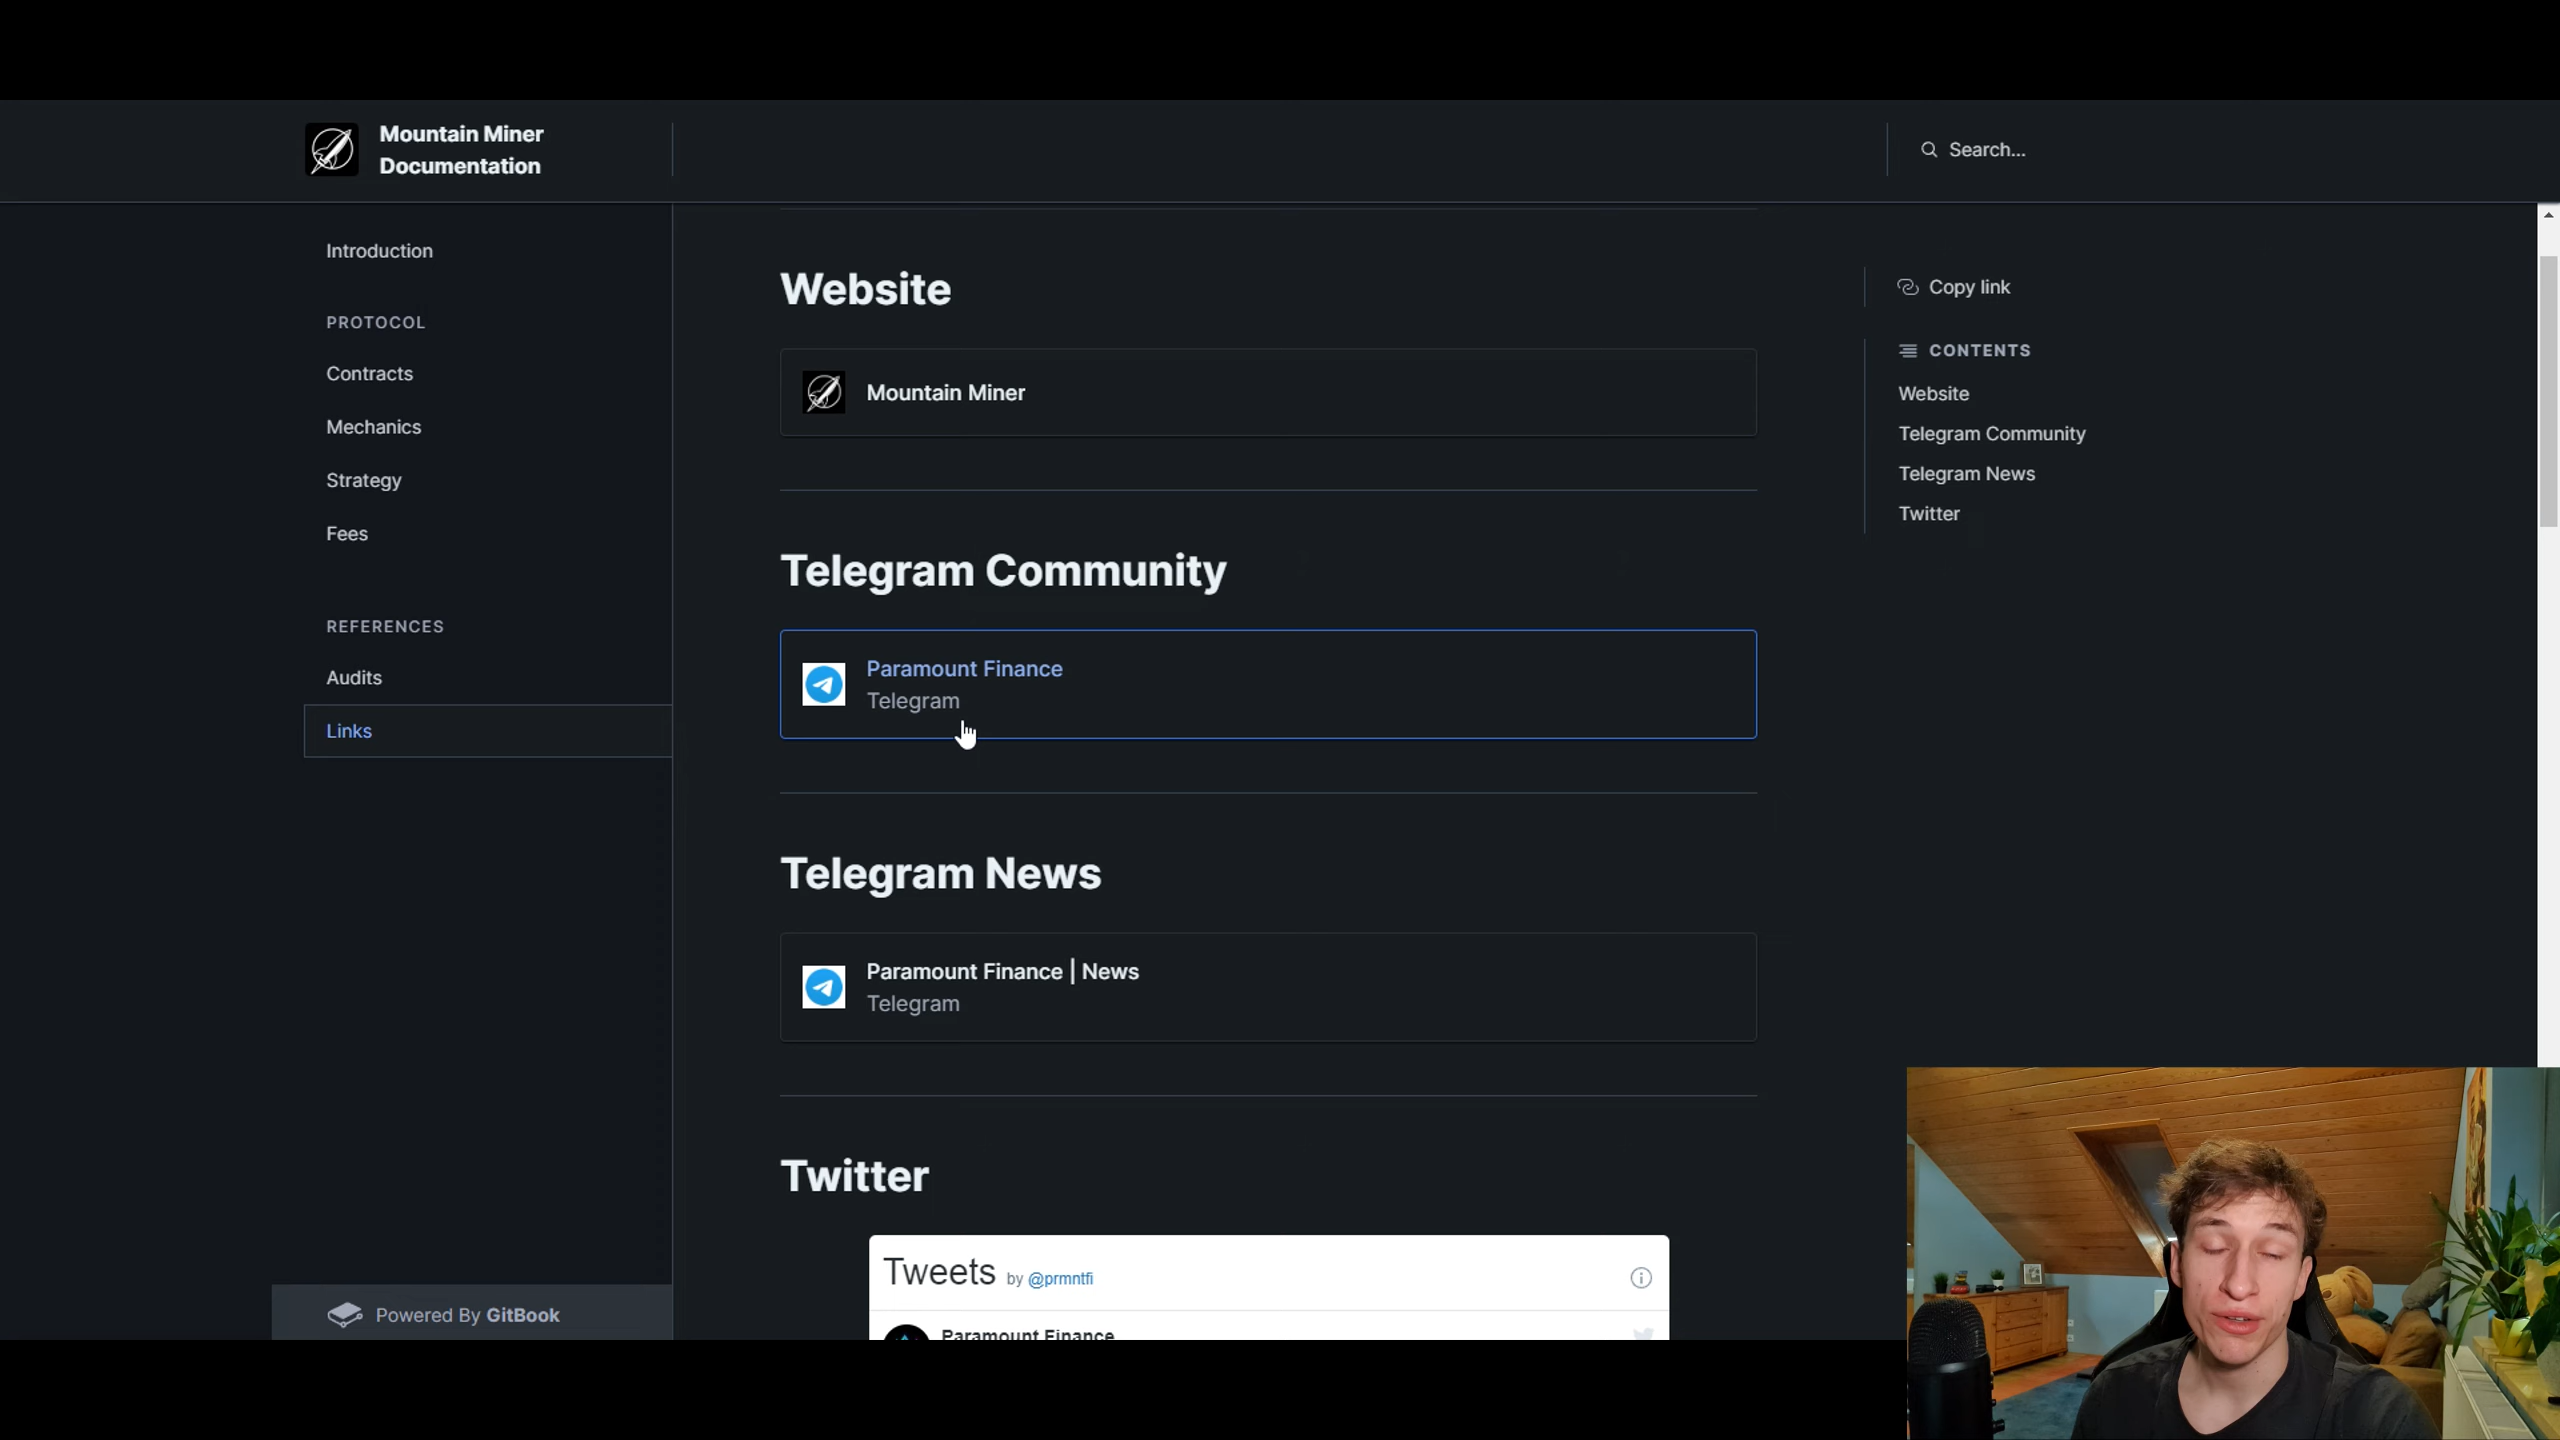 Mountain Miner
Documentation
Search...
Introduction
PROTOCOL
Contracts
Mechanics
Strategy
Fees
REFERENCES
Audits
Links
Powered By GitBook
Website
Mountain Miner
Telegram Community
Paramount Finance
Telegram
Telegram News
Paramount Finance | News
Telegram
Twitter
Tweets by @prmntfi
Paramount Finance
Copy link
CONTENTS
Website
Telegram Community
Telegram News
Twitter